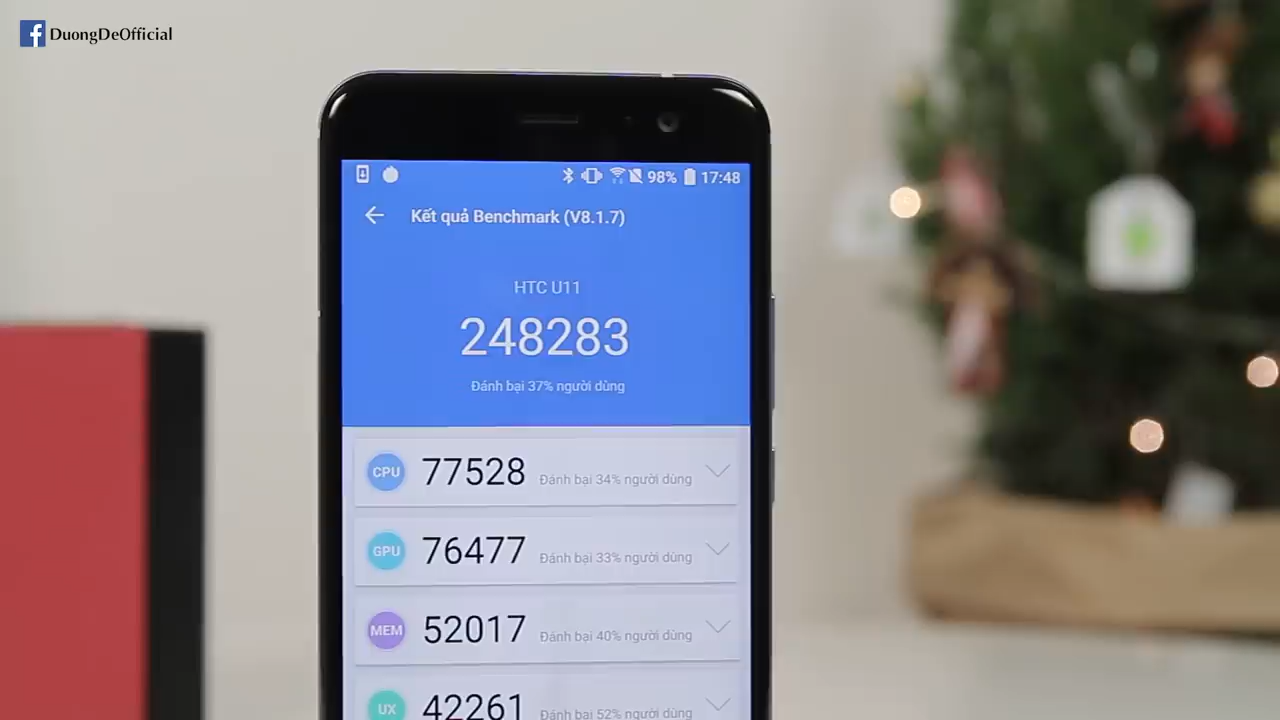 DuongDeOfficial
98% 17:48
Kết quả Benchmark (V8.1.7)
HTC U11
248283
Đánh bại 37% người dùng
CPU 77528 Đánh bại 34% người dùng
GPU 76477 Đánh bại 33% người dùng
MEM 52017 Đánh bại 40% người dùng
UX 42261 Đánh bại 52% người dùng